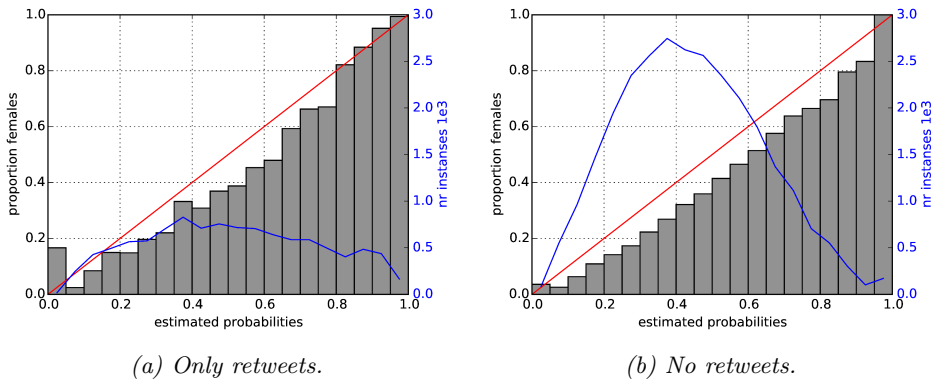 1.0
0.8
0.6
0.4
0.2
0.0
proportion females
0.0 0.2 0.4 0.6 0.8 1.0
estimated probabilities
3.0
2.5
2.0
1.5
1.0
0.5
0.0
nr instanses 1e3
(a) Only retweets.
1.0
0.8
0.6
0.4
0.2
0.0
proportion females
0.0 0.2 0.4 0.6 0.8 1.0
estimated probabilities
3.0
2.5
2.0
1.5
1.0
0.5
0.0
nr instanses 1e3
(b) No retweets.